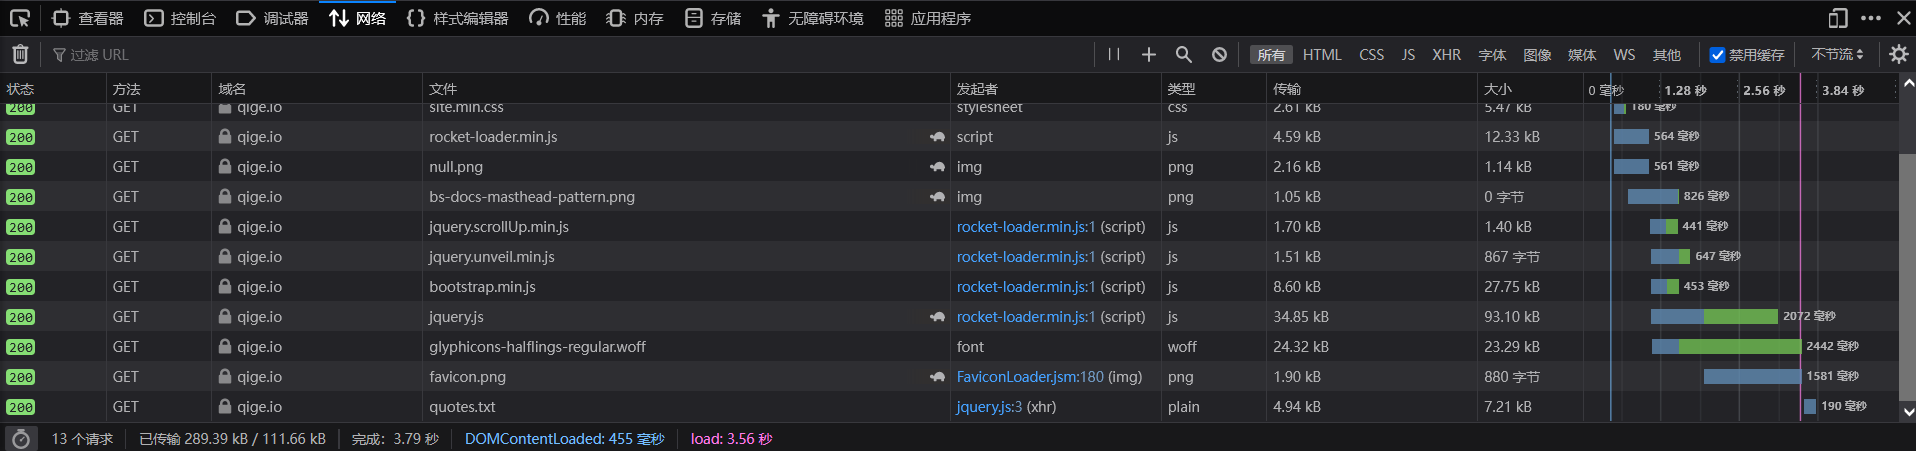 查看器 控制台 调试器 网络 样式编辑器 性能 内存 存储 无障碍环境 应用程序
过滤 URL 所有 HTML CSS JS XHR 字体 图像 媒体 WS 其他 禁用缓存 不节流
状态 方法 域名 文件 发起者 类型 传输 大小 0 毫秒 1.28 秒 2.56 秒 3.84 秒
200 GET qige.io site.min.css stylesheet css 2.61 kB 5.47 kB 180 毫秒
200 GET qige.io rocket-loader.min.js script js 4.59 kB 12.33 kB 564 毫秒
200 GET qige.io null.png img png 2.16 kB 1.14 kB 561 毫秒
200 GET qige.io bs-docs-masthead-pattern.png img png 1.05 kB 0 字节 826 毫秒
200 GET qige.io jquery.scrollUp.min.js rocket-loader.min.js:1 (script) js 1.70 kB 1.40 kB 441 毫秒
200 GET qige.io jquery.unveil.min.js rocket-loader.min.js:1 (script) js 1.51 kB 867 字节 647 毫秒
200 GET qige.io bootstrap.min.js rocket-loader.min.js:1 (script) js 8.60 kB 27.75 kB 453 毫秒
200 GET qige.io jquery.js rocket-loader.min.js:1 (script) js 34.85 kB 93.10 kB 2072 毫秒
200 GET qige.io glyphicons-halflings-regular.woff font woff 24.32 kB 23.29 kB 2442 毫秒
200 GET qige.io favicon.png FaviconLoader.jsm:180 (img) png 1.90 kB 880 字节 1581 毫秒
200 GET qige.io quotes.txt jquery.js:3 (xhr) plain 4.94 kB 7.21 kB 190 毫秒
13 个请求 已传输 289.39 kB / 111.66 kB 完成：3.79 秒 DOMContentLoaded: 455 毫秒 load: 3.56 秒